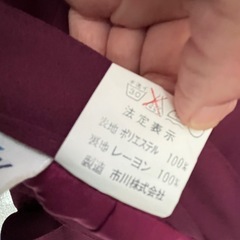 法定表示
表地 ポリエステル 100%
裏地 レーヨン 100%
製造 市川株式会社